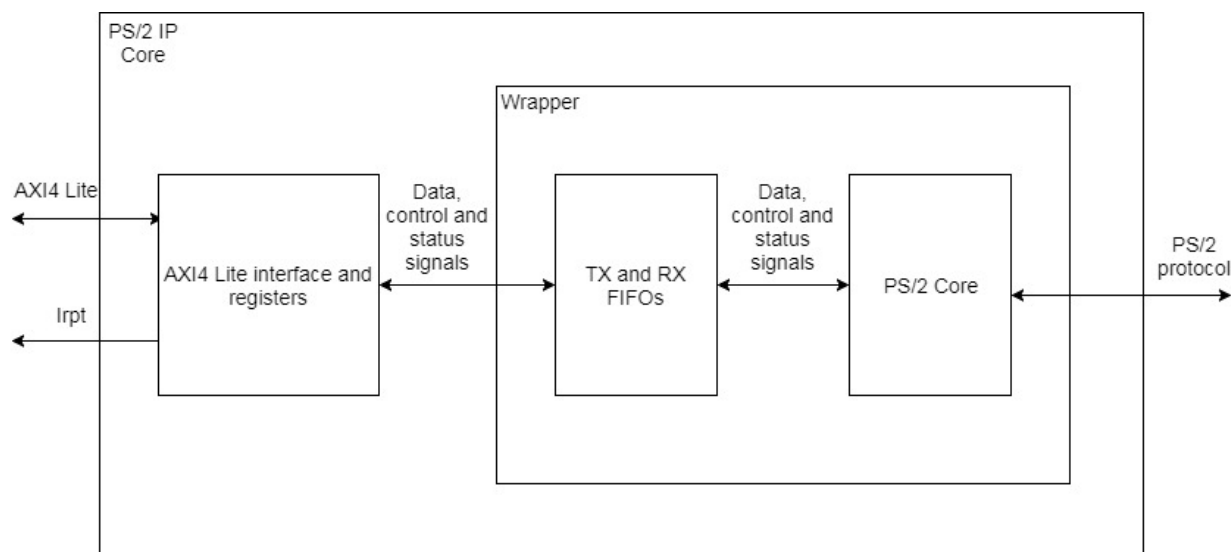 PS/2 IP
Core
Wrapper
AXI4 Lite
Data,
control and
status
signals
Data,
control and
status
signals
PS/2
protocol
AXI4 Lite interface and
registers
TX and RX
FIFOs
PS/2 Core
Irpt